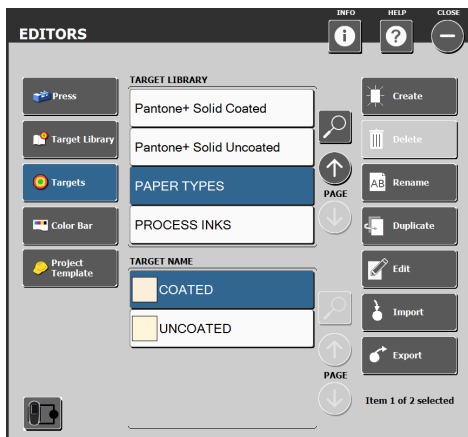 INFO
HELP
CLOSE
EDITORS
i
?
Press
Target Library
Targets
Color Bar
Project
Template
TARGET LIBRARY
Pantone+ Solid Coated
Pantone+ Solid Uncoated
PAPER TYPES
PROCESS INKS
PAGE
TARGET NAME
COATED
UNCOATED
PAGE
Create
Delete
AB
Rename
Duplicate
Edit
Import
Export
Item 1 of 2 selected